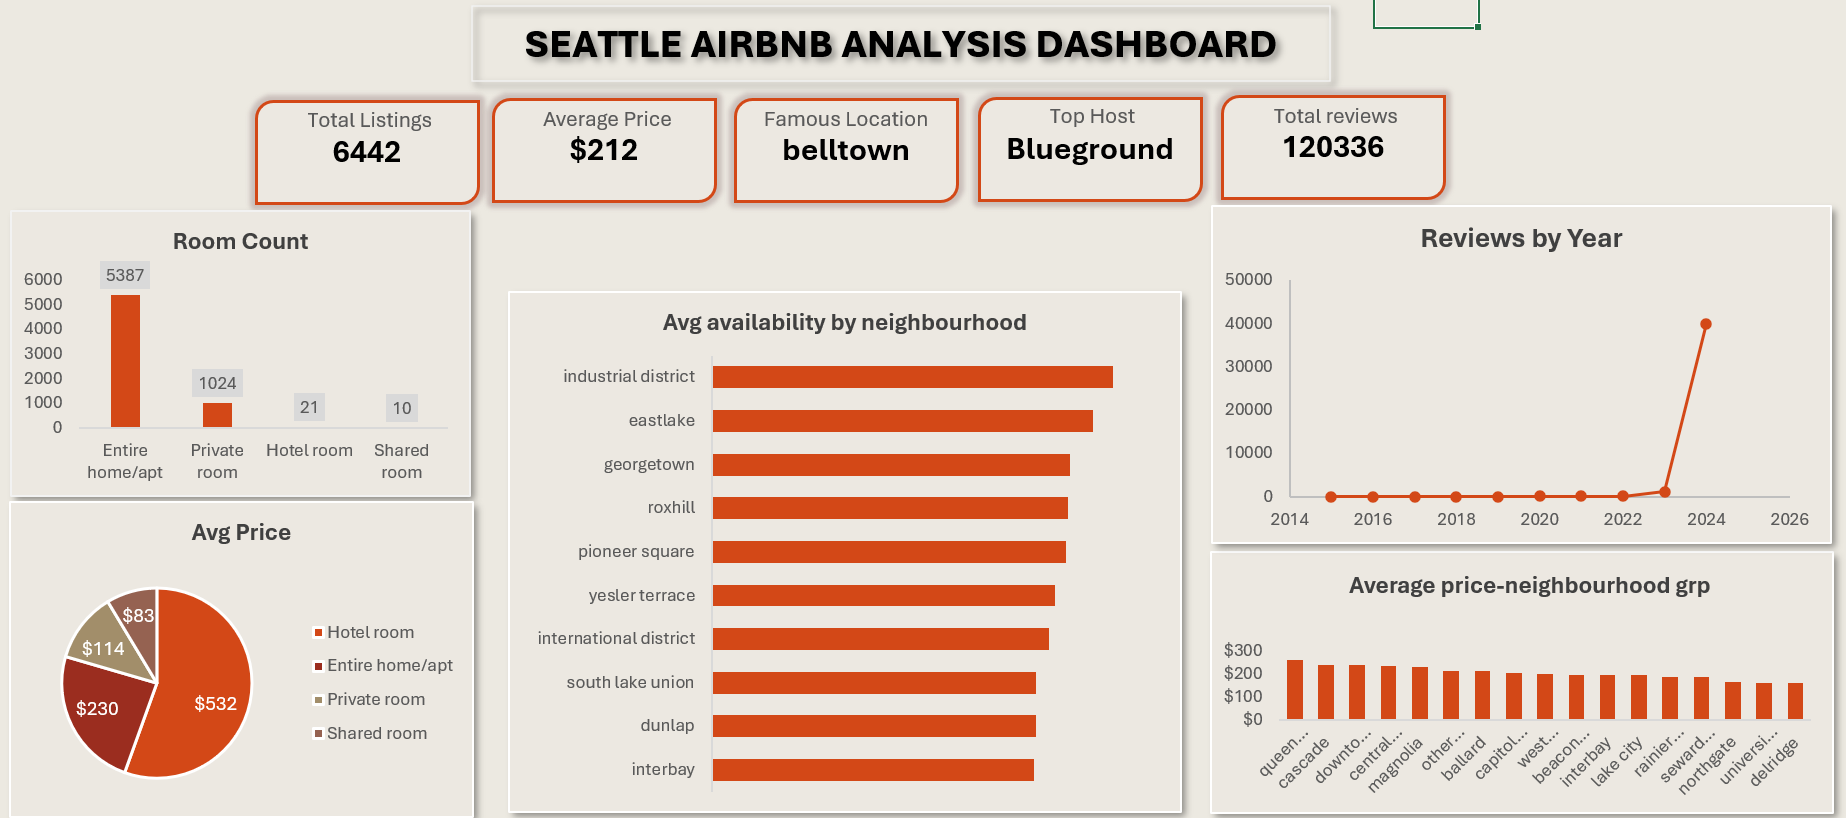 SEATTLE AIRBNB ANALYSIS DASHBOARD
Total Listings
6442
Average Price
$212
Famous Location
belltown
Top Host
Blueground
Total reviews
120336
Room Count
6000
5000
4000
3000
2000
1000
0
5387
1024
21
10
Entire home/apt
Private room
Hotel room
Shared room
Avg Price
$83
$114
$230
$532
Hotel room
Entire home/apt
Private room
Shared room
Avg availability by neighbourhood
industrial district
eastlake
georgetown
roxhill
pioneer square
yesler terrace
international district
south lake union
dunlap
interbay
Reviews by Year
50000
40000
30000
20000
10000
0
2014 2016 2018 2020 2022 2024 2026
Average price-neighbourhood grp
$300
$200
$100
$0
queen...
cascade
downto...
central...
magnolia
other...
ballard
capitol...
west...
beacon...
interbay
lake city
rainier...
seward...
northgate
universi...
delridge